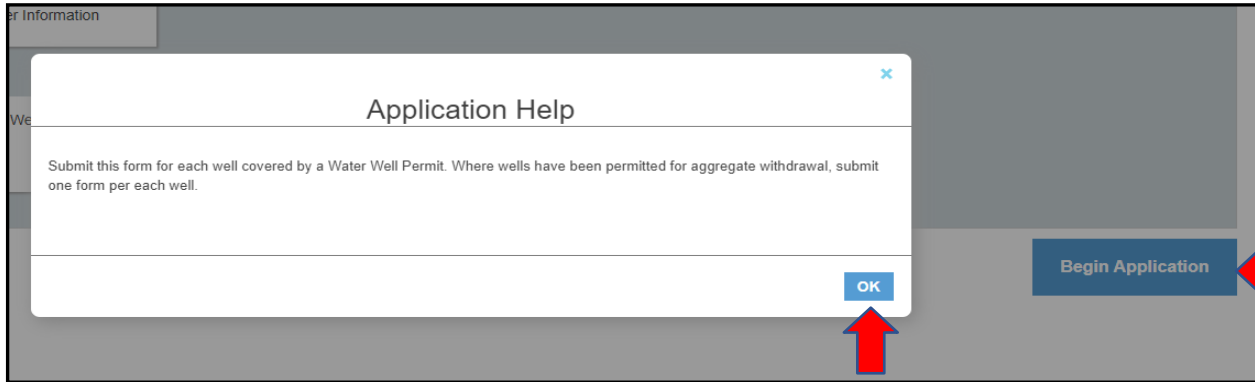 er Information
Application Help
We
Submit this form for each well covered by a Water Well Permit. Where wells have been permitted for aggregate withdrawal, submit
one form per each well.
Begin Application
OK